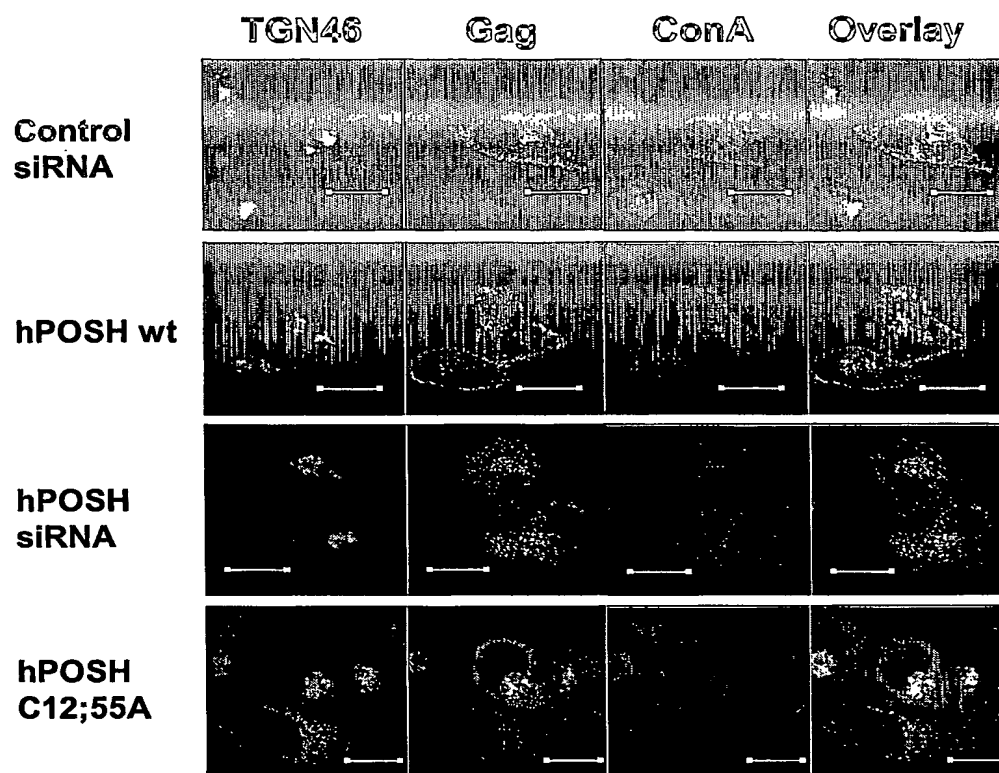 TGN46 Gag ConA Overlay
Control
siRNA
hPOSH wt
hPOSH
siRNA
hPOSH
C12;55A